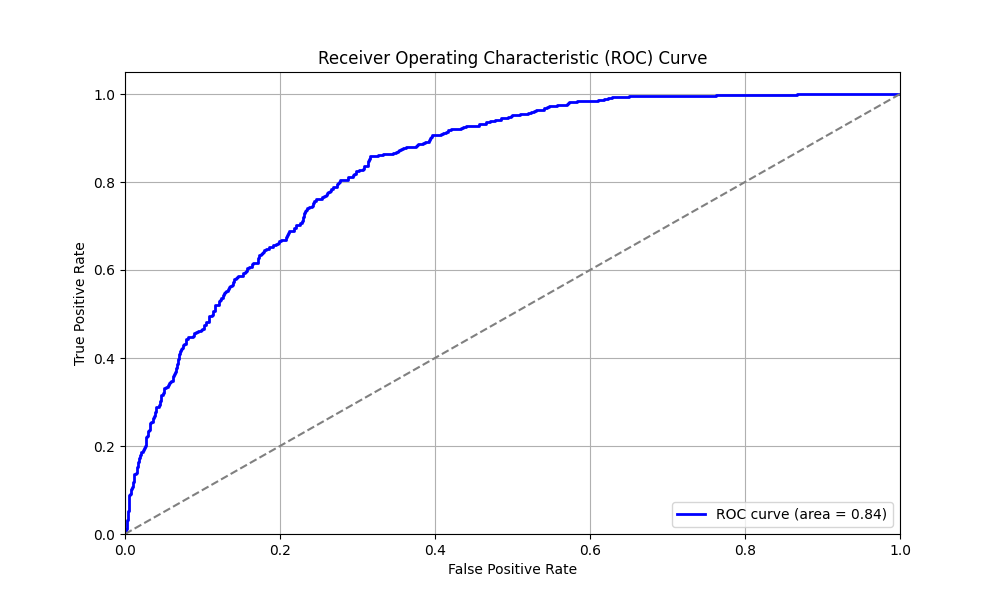 Receiver Operating Characteristic (ROC) Curve
True Positive Rate
1.0
0.8
0.6
0.4
0.2
0.0
0.0 0.2 0.4 0.6 0.8 1.0
False Positive Rate
ROC curve (area = 0.84)